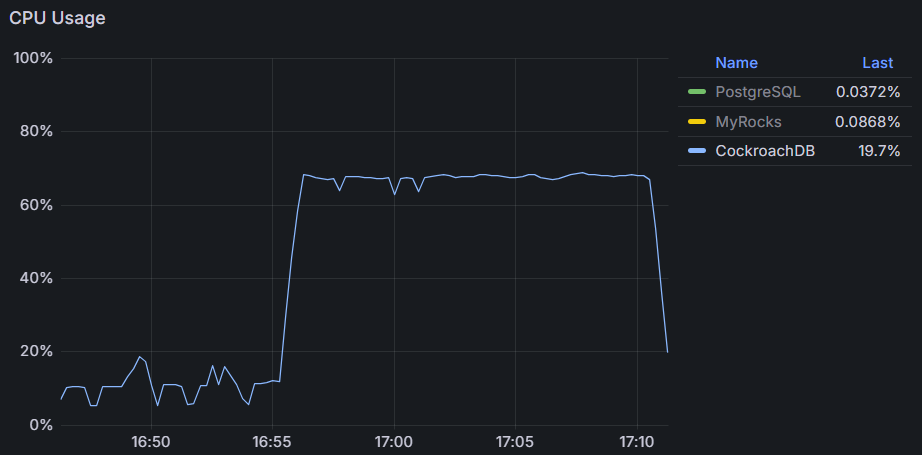 CPU Usage
100%
80%
60%
40%
20%
0%
16:50 16:55 17:00 17:05 17:10
Name Last
PostgreSQL 0.0372%
MyRocks 0.0868%
CockroachDB 19.7%